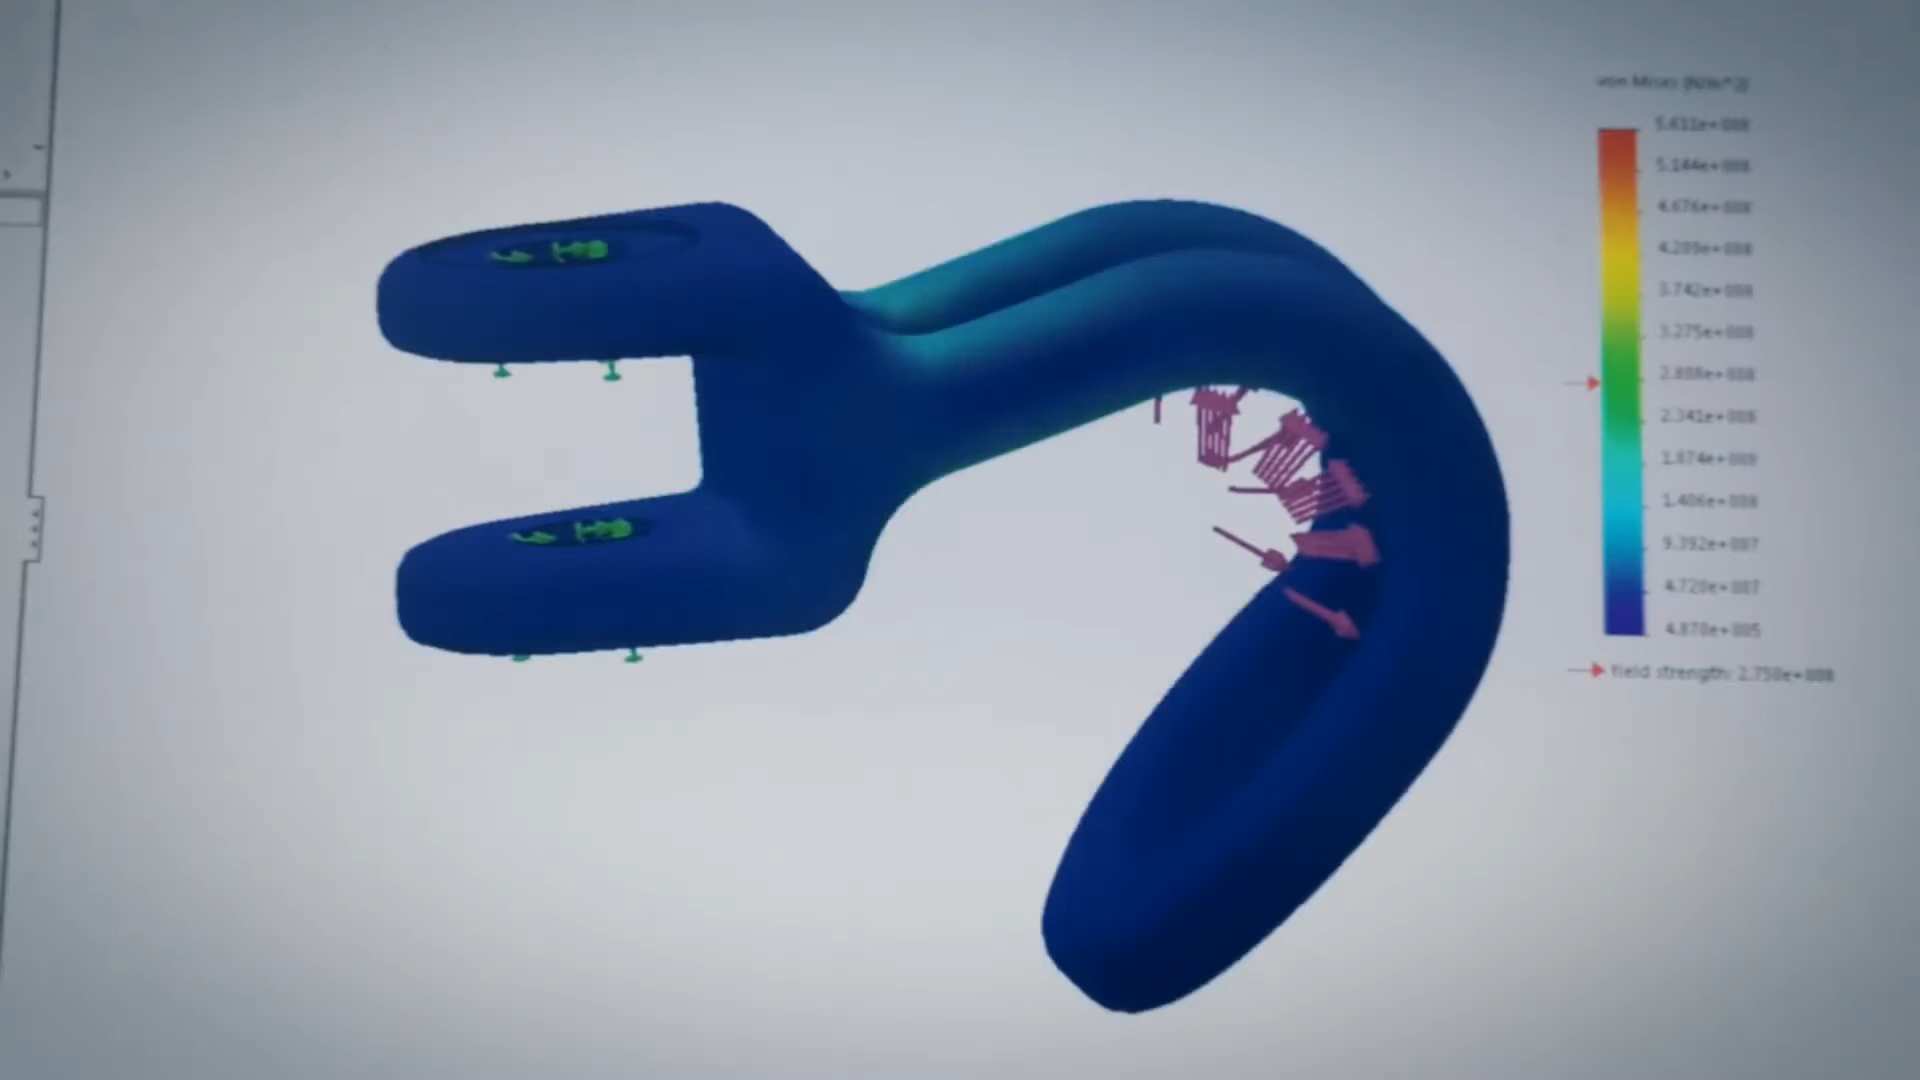 von Mises (N/m^2)
5.611e+008
5.144e+008
4.676e+008
4.209e+008
3.742e+008
3.275e+008
2.808e+008
2.341e+008
1.874e+008
1.406e+008
9.392e+007
4.720e+007
4.870e+005
Yield strength: 2.750e+008